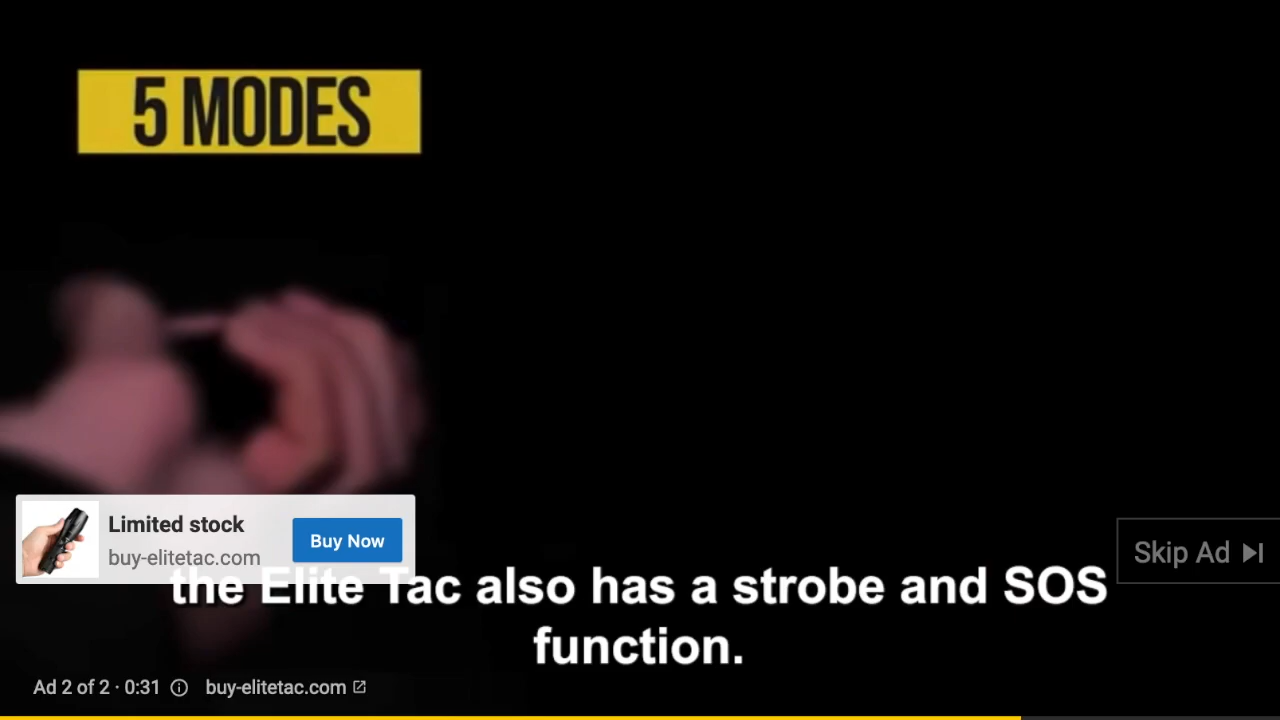 5 MODES
Limited stock
buy-elitetac.com
Buy Now
Skip Ad
the Elite Tac also has a strobe and SOS
function.
Ad 2 of 2 · 0:31
buy-elitetac.com